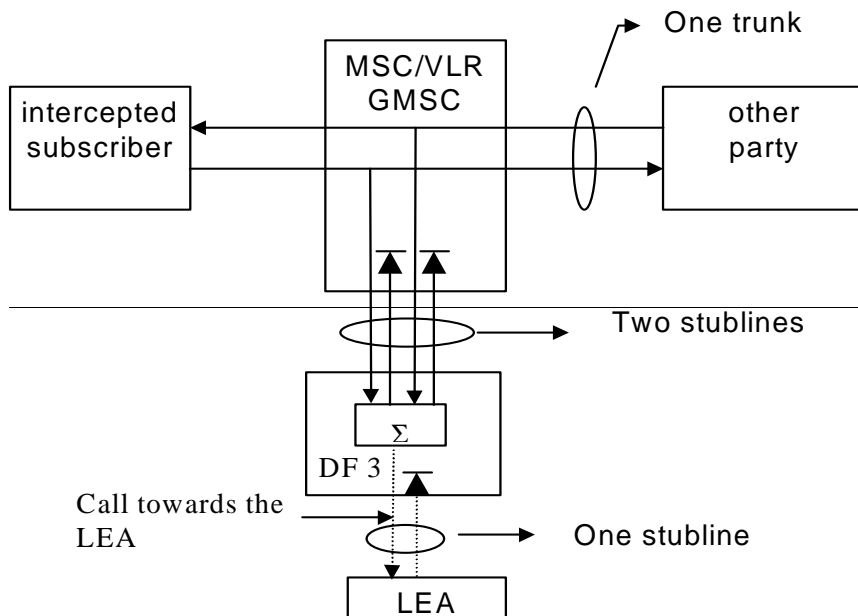 One trunk
MSC/VLR
GMSC
intercepted
subscriber
other
party
Two stublines
Σ
DF 3
Call towards the
LEA
One stubline
LEA